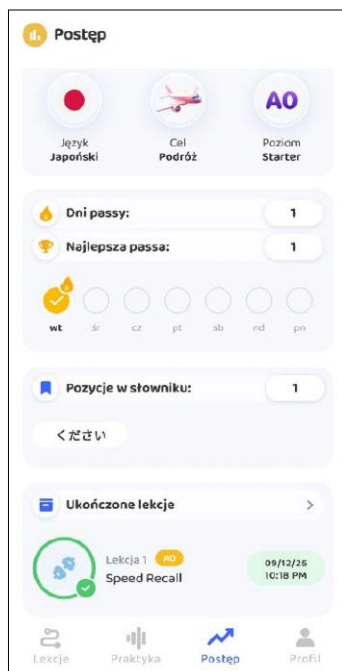 Postęp
A0
Język
Japoński
Cel
Podróż
Poziom
Starter
Dni passy: 1
Najlepsza passa: 1
wt śr cz pt sb nd pn
Pozycje w słowniku: 1
ください
Ukończone lekcje
Lekcja 1 A0
Speed Recall
09/12/25
10:18 PM
Lekcje Praktyka Postęp Profil